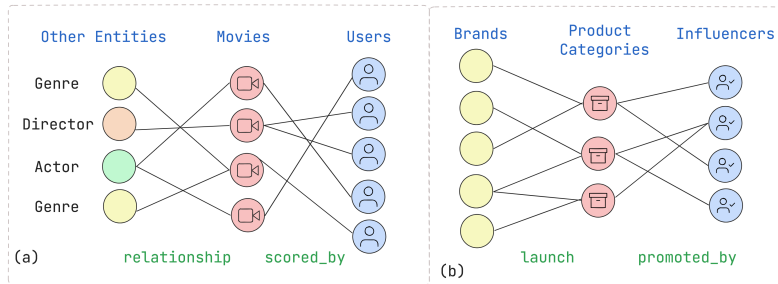 Other Entities
Movies
Users
Genre
Director
Actor
Genre
(a)
relationship
scored_by
Brands
Product
Categories
Influencers
(b)
launch
promoted_by